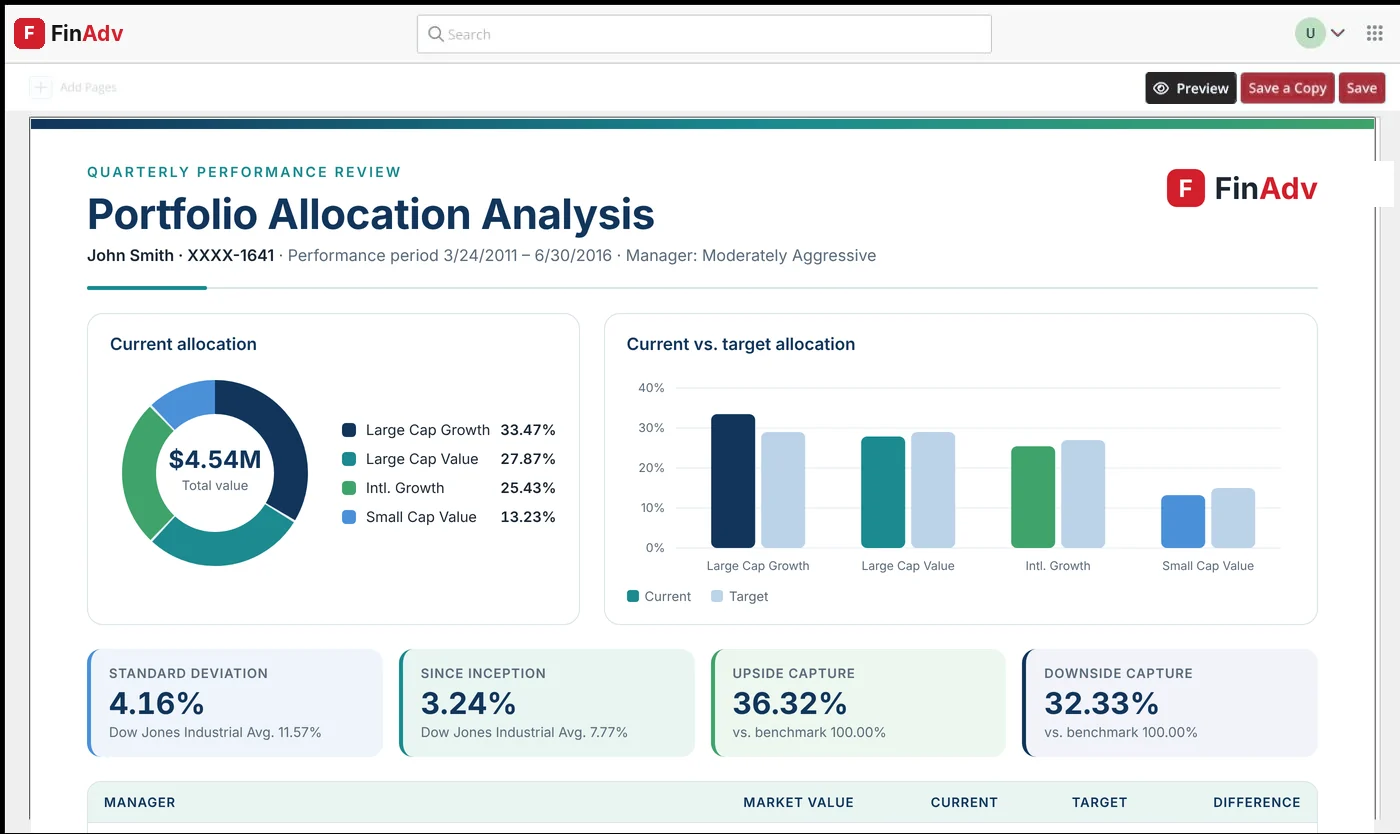 F FinAdv
Search
U
Add Pages
Preview
Save a Copy
Save
QUARTERLY PERFORMANCE REVIEW
Portfolio Allocation Analysis
John Smith · XXXX-1641 · Performance period 3/24/2011 – 6/30/2016 · Manager: Moderately Aggressive
F FinAdv
Current allocation
$4.54M
Total value
Large Cap Growth 33.47%
Large Cap Value 27.87%
Intl. Growth 25.43%
Small Cap Value 13.23%
Current vs. target allocation
40%
30%
20%
10%
0%
Large Cap Growth Large Cap Value Intl. Growth Small Cap Value
Current Target
STANDARD DEVIATION
4.16%
Dow Jones Industrial Avg. 11.57%
SINCE INCEPTION
3.24%
Dow Jones Industrial Avg. 7.77%
UPSIDE CAPTURE
36.32%
vs. benchmark 100.00%
DOWNSIDE CAPTURE
32.33%
vs. benchmark 100.00%
MANAGER MARKET VALUE CURRENT TARGET DIFFERENCE